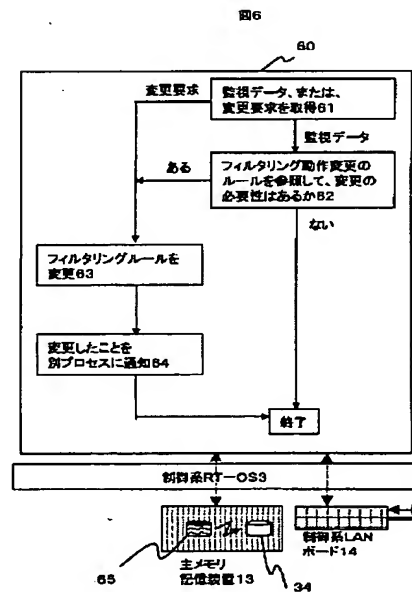 図6
60
変更要求
監視データ、または、
変更要求を取得61
監視データ
ある
フィルタリング動作変更の
ルールを参照して、変更の
必要性はあるか62
ない
フィルタリングルールを
変更63
変更したことを
別プロセスに通知64
終了
制御系RT-OS3
主メモリ
記憶装置13
制御系LAN
ボード14
65
34